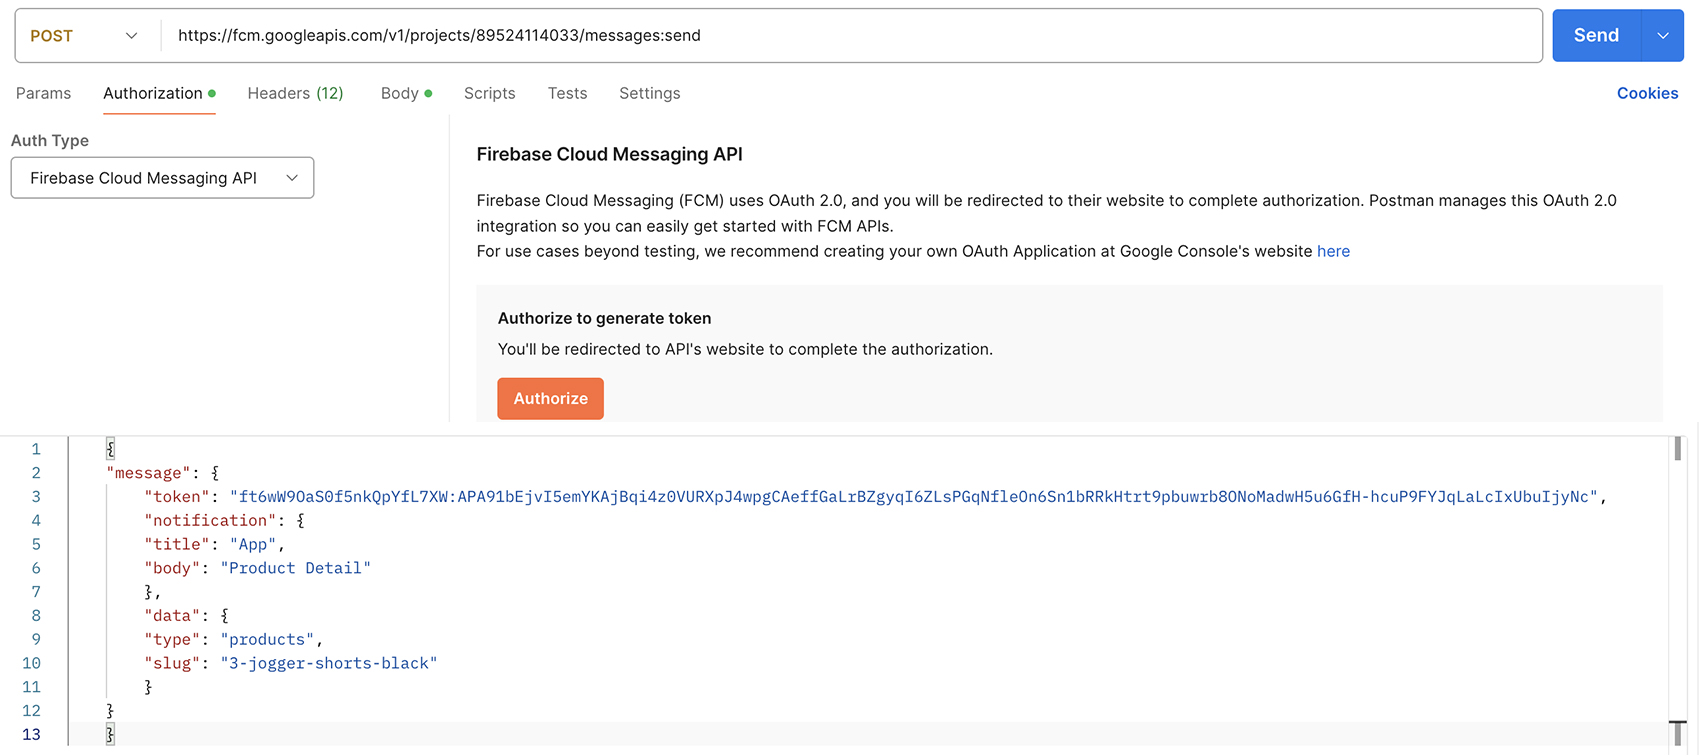 POST https://fcm.googleapis.com/v1/projects/89524114033/messages:send Send
Params Authorization Headers (12) Body Scripts Tests Settings Cookies
Auth Type
Firebase Cloud Messaging API
Firebase Cloud Messaging API
Firebase Cloud Messaging (FCM) uses OAuth 2.0, and you will be redirected to their website to complete authorization. Postman manages this OAuth 2.0
integration so you can easily get started with FCM APIs.
For use cases beyond testing, we recommend creating your own OAuth Application at Google Console's website here
Authorize to generate token
You'll be redirected to API's website to complete the authorization.
Authorize
1 {
2 "message": {
3 "token": "ft6wW9OaS0f5nkQpYfL7XW:APA91bEjvI5emYKAjBqi4z0VURXpJ4wpgCAeffGaLrBZgyqI6ZLsPGqNfleOn6Sn1bRRkHtrt9pbuwrb8ONoMadwH5u6GfH-hcuP9FYJqLaLcIxUbuIjyNc",
4 "notification": {
5 "title": "App",
6 "body": "Product Detail"
7 },
8 "data": {
9 "type": "products",
10 "slug": "3-jogger-shorts-black"
11 }
12 }
13 }